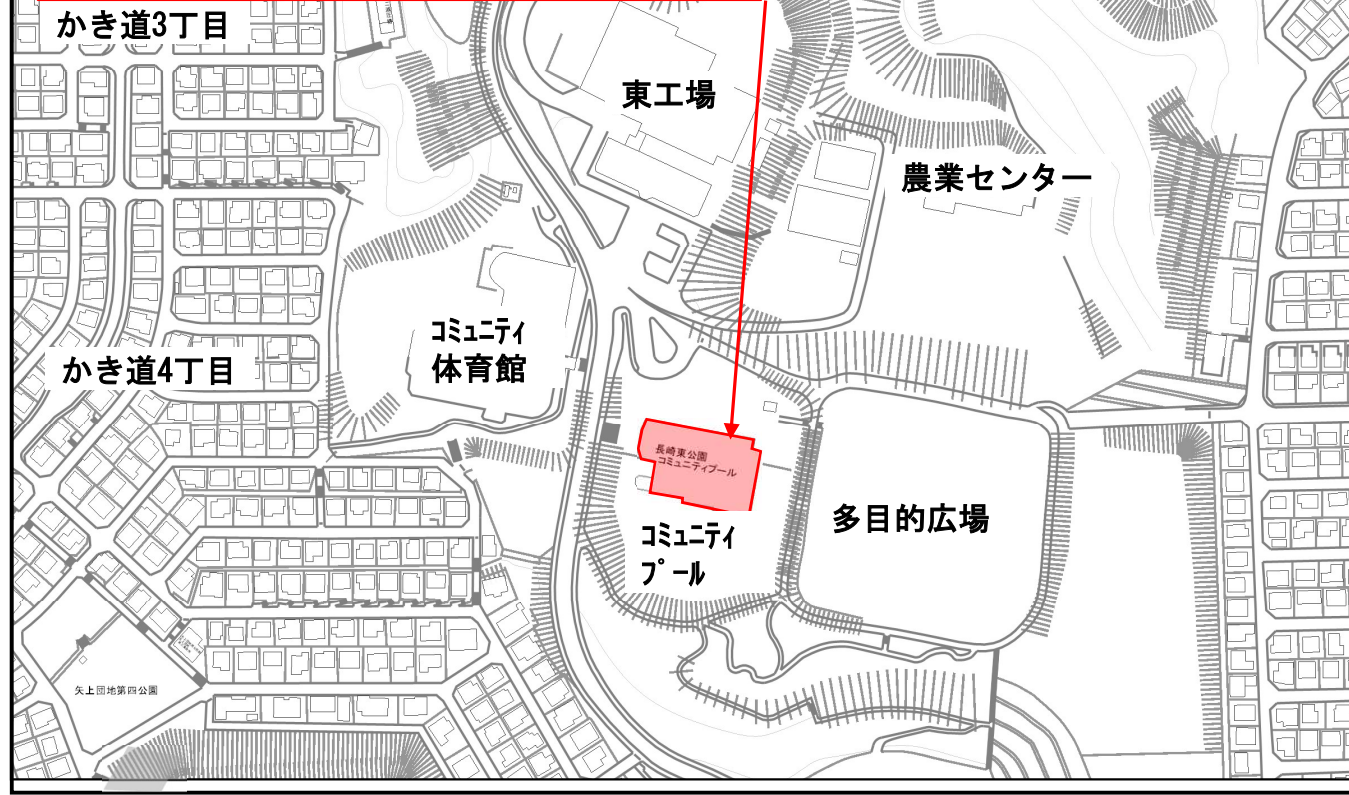 かき道3丁目
東工場
農業センター
コミュニティ
体育館
かき道4丁目
長崎東公園
コミュニティプール
多目的広場
コミュニティ
プール
矢上団地第四公園